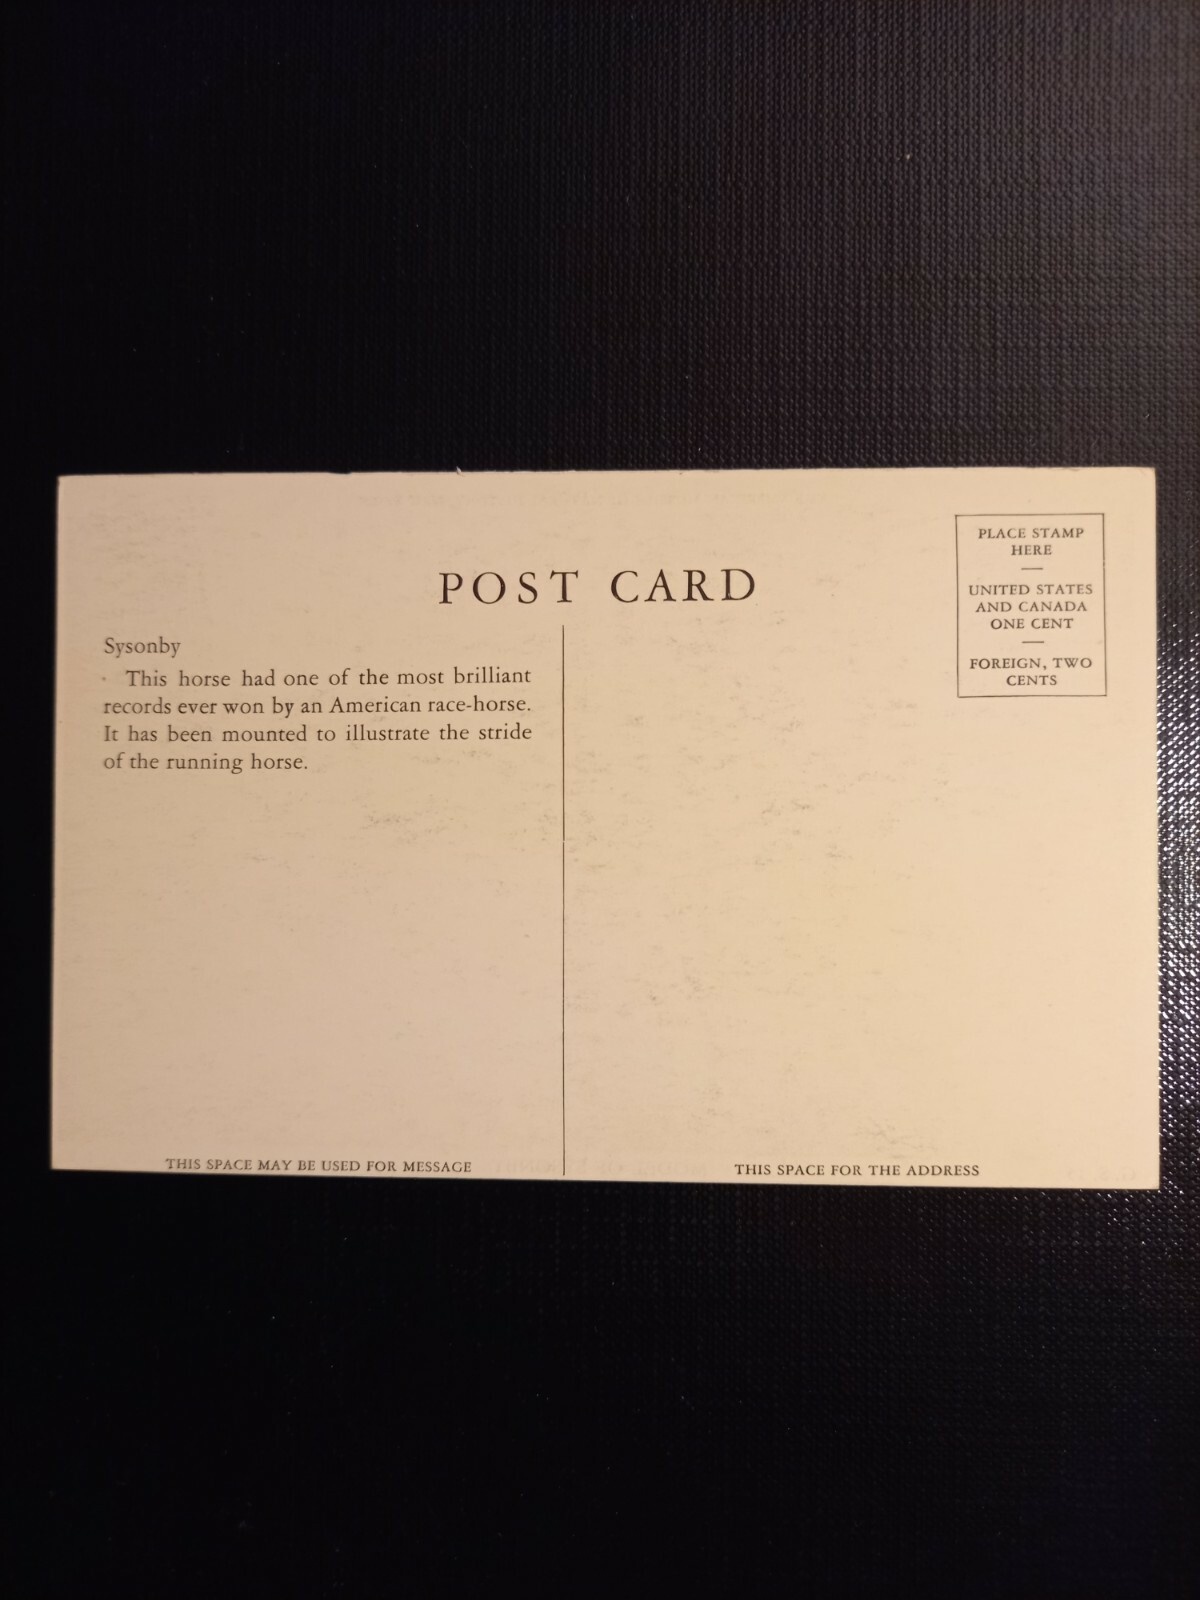 POST CARD
PLACE STAMP
HERE
UNITED STATES
AND CANADA
ONE CENT
FOREIGN, TWO
CENTS
Sysonby
This horse had one of the most brilliant
records ever won by an American race-horse.
It has been mounted to illustrate the stride
of the running horse.
THIS SPACE MAY BE USED FOR MESSAGE
THIS SPACE FOR THE ADDRESS